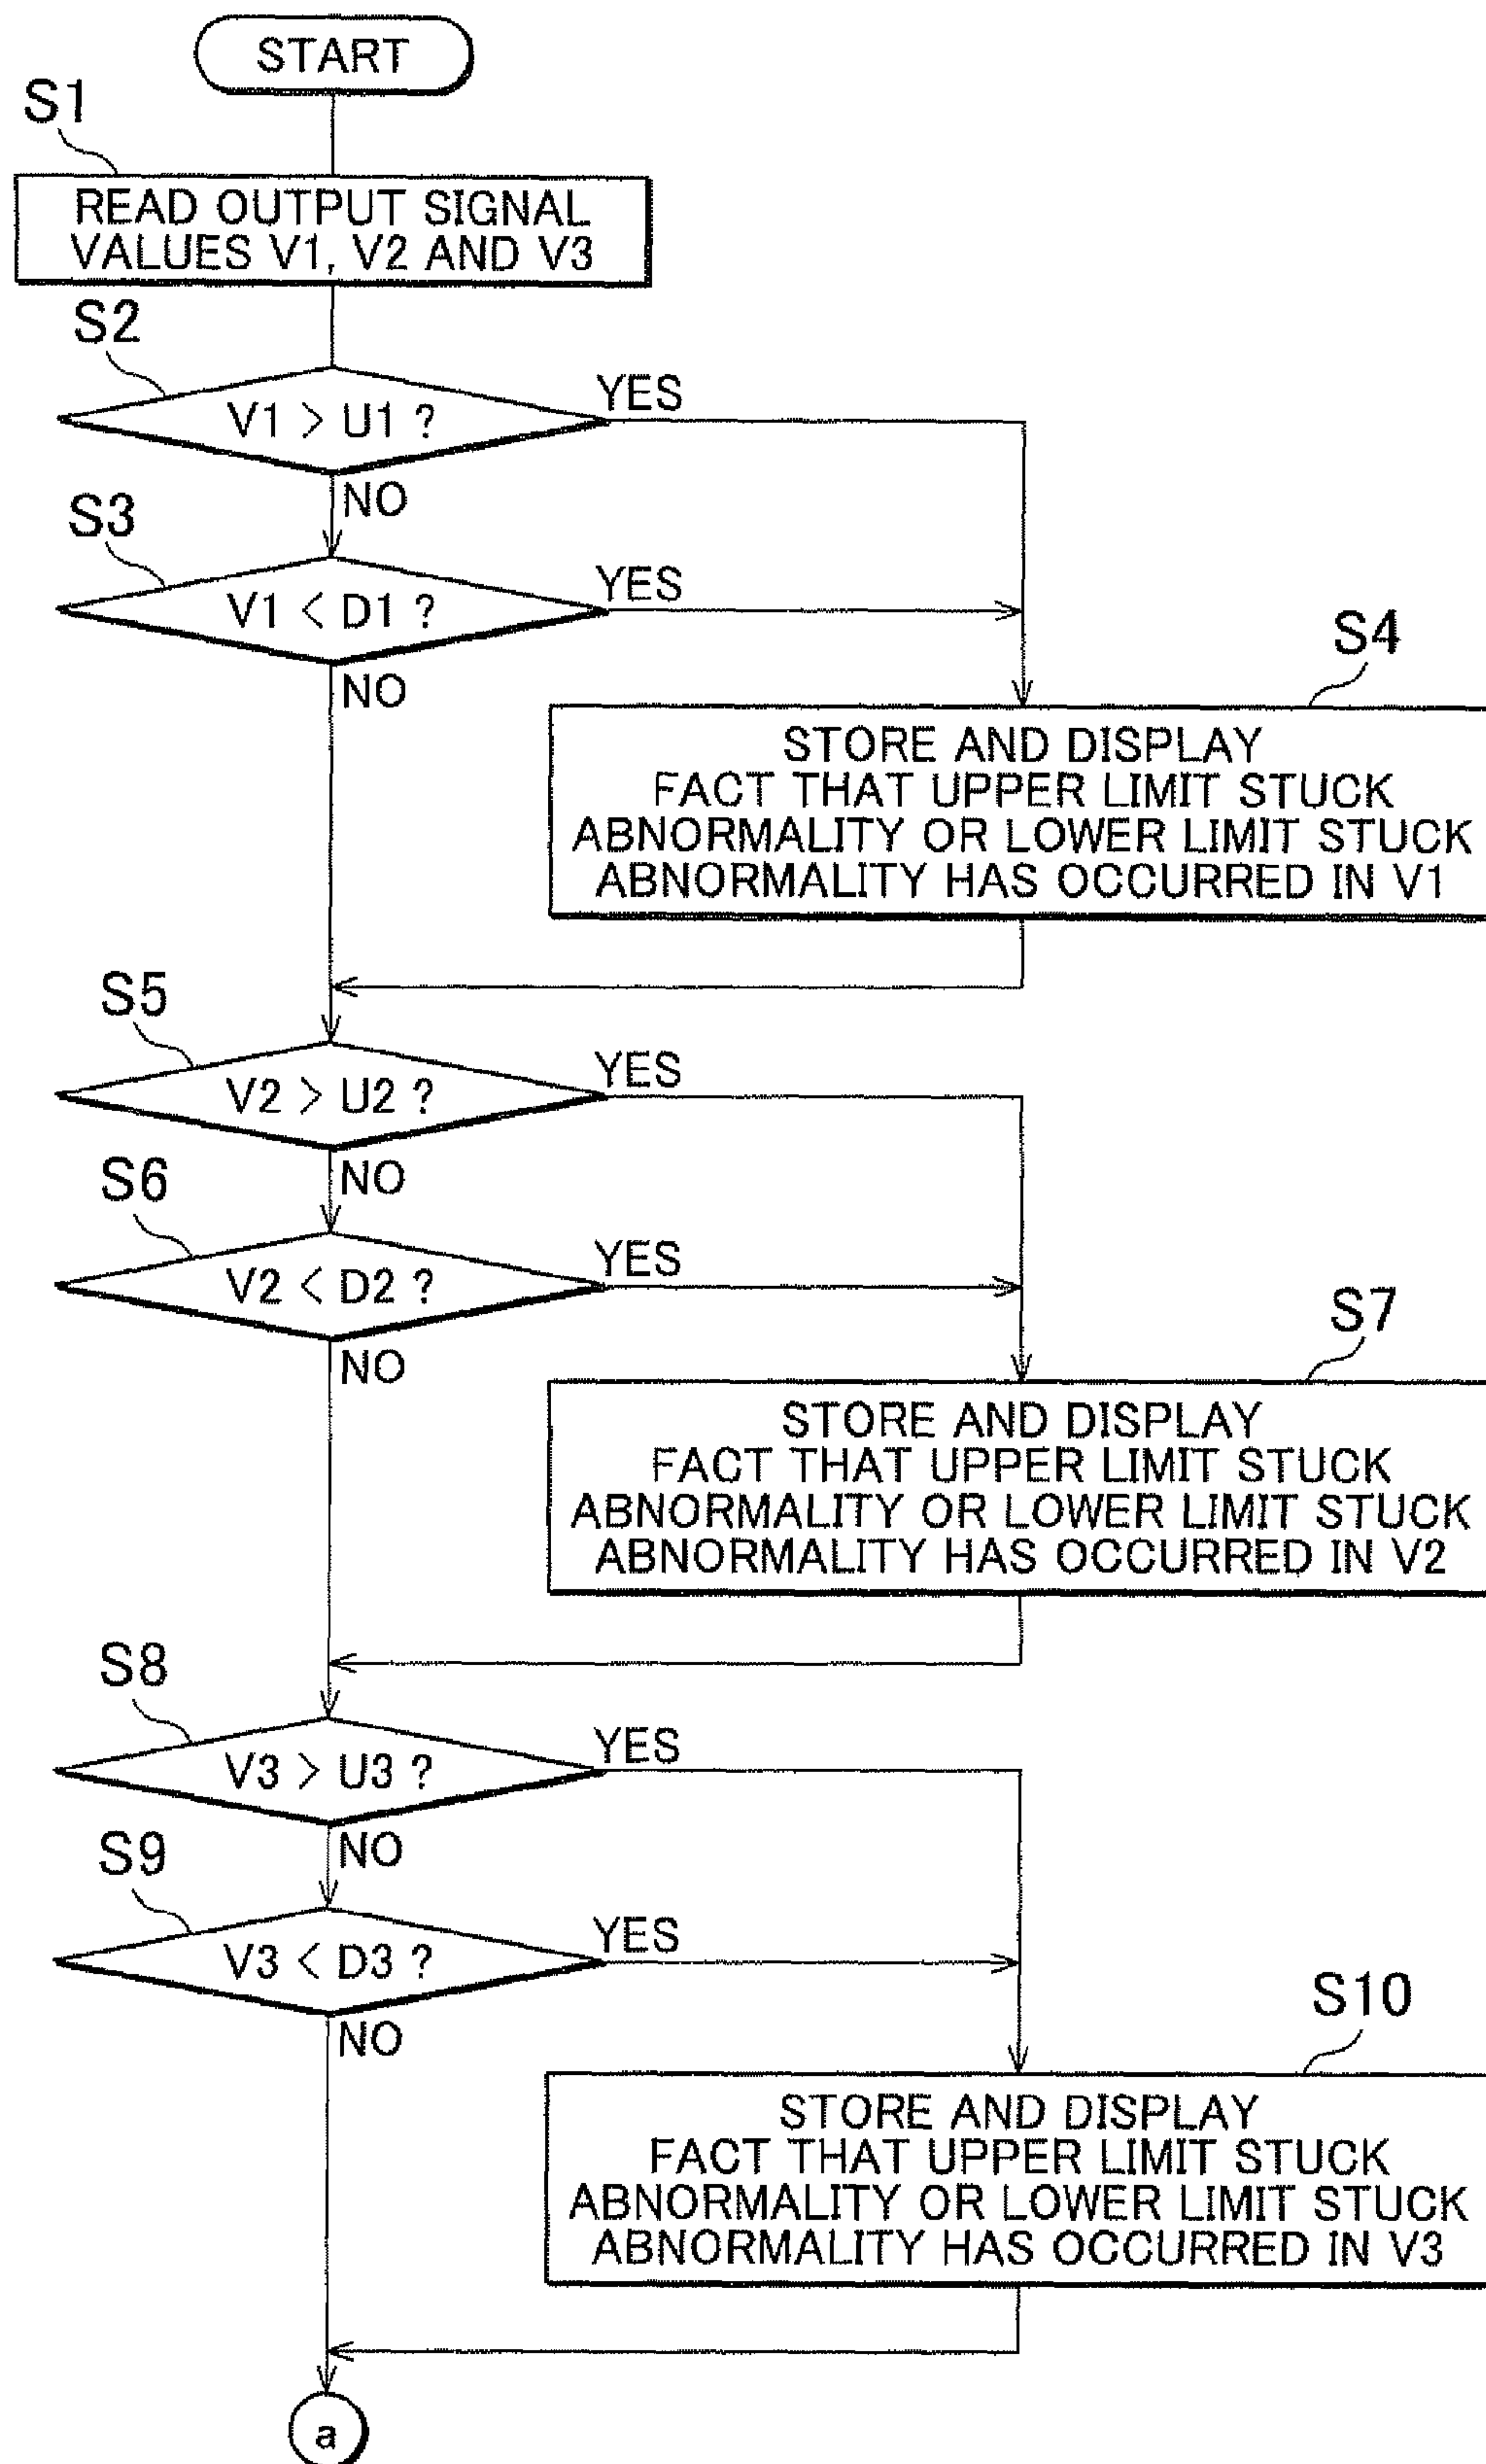 START
S1
READ OUTPUT SIGNAL
VALUES V1, V2 AND V3
S2
V1 > U1 ?
YES
NO
S3
V1 < D1 ?
YES
NO
S4
STORE AND DISPLAY
FACT THAT UPPER LIMIT STUCK
ABNORMALITY OR LOWER LIMIT STUCK
ABNORMALITY HAS OCCURRED IN V1
S5
V2 > U2 ?
YES
NO
S6
V2 < D2 ?
YES
NO
S7
STORE AND DISPLAY
FACT THAT UPPER LIMIT STUCK
ABNORMALITY OR LOWER LIMIT STUCK
ABNORMALITY HAS OCCURRED IN V2
S8
V3 > U3 ?
YES
NO
S9
V3 < D3 ?
YES
NO
S10
STORE AND DISPLAY
FACT THAT UPPER LIMIT STUCK
ABNORMALITY OR LOWER LIMIT STUCK
ABNORMALITY HAS OCCURRED IN V3
a